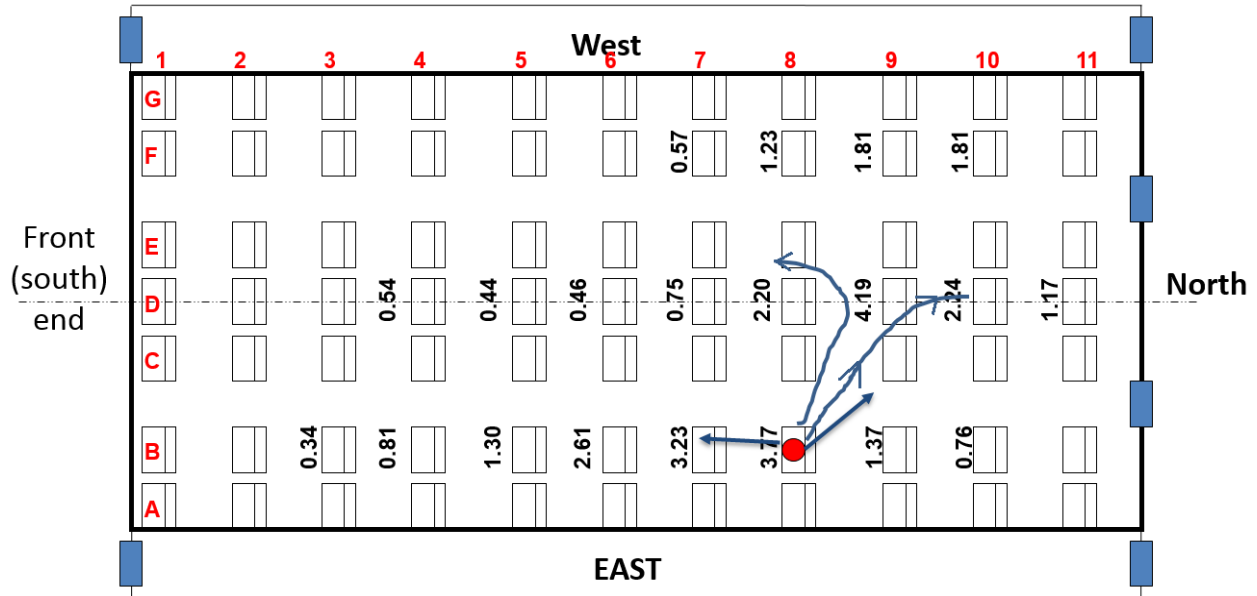 West
1 2 3 4 5 6 7 8 9 10 11
G
F 0.57 1.23 1.81 1.81
Front
(south)
end
E
D 0.54 0.44 0.46 0.75 2.20 4.19 2.24 1.17
North
C
B 0.34 0.81 1.30 2.61 3.23 3.77 1.37 0.76
A
EAST